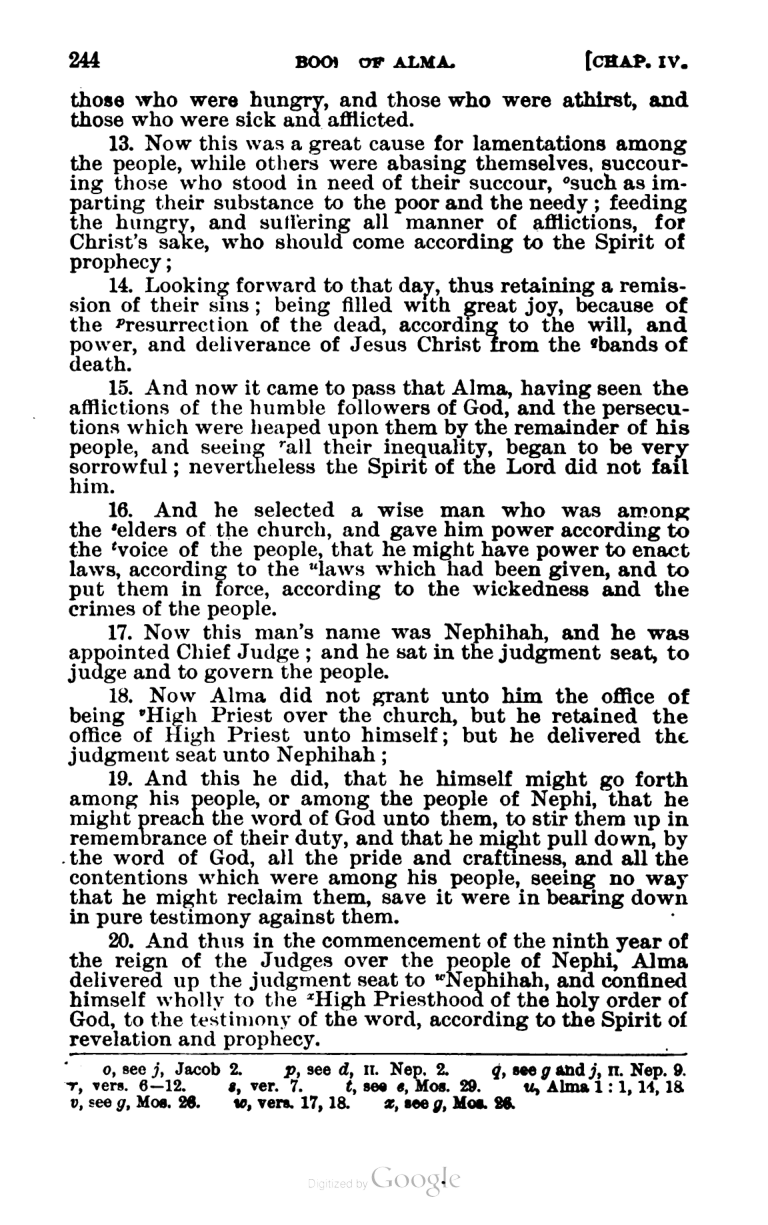 244 BOOK OF ALMA. [CHAP. IV.
those who were hungry, and those who were athirst, and
those who were sick and afflicted.
13. Now this was a great cause for lamentations among
the people, while others were abasing themselves, succour-
ing those who stood in need of their succour, ᵒsuch as im-
parting their substance to the poor and the needy; feeding
the hungry, and suffering all manner of afflictions, for
Christ's sake, who should come according to the Spirit of
prophecy;
14. Looking forward to that day, thus retaining a remis-
sion of their sins; being filled with great joy, because of
the ᵖresurrection of the dead, according to the will, and
power, and deliverance of Jesus Christ from the qbands of
death.
15. And now it came to pass that Alma, having seen the
afflictions of the humble followers of God, and the persecu-
tions which were heaped upon them by the remainder of his
people, and seeing ʳall their inequality, began to be very
sorrowful; nevertheless the Spirit of the Lord did not fail
him.
16. And he selected a wise man who was among
the ˢelders of the church, and gave him power according to
the ᵗvoice of the people, that he might have power to enact
laws, according to the ᵘlaws which had been given, and to
put them in force, according to the wickedness and the
crimes of the people.
17. Now this man's name was Nephihah, and he was
appointed Chief Judge; and he sat in the judgment seat, to
judge and to govern the people.
18. Now Alma did not grant unto him the office of
being ᵛHigh Priest over the church, but he retained the
office of High Priest unto himself; but he delivered the
judgment seat unto Nephihah;
19. And this he did, that he himself might go forth
among his people, or among the people of Nephi, that he
might preach the word of God unto them, to stir them up in
remembrance of their duty, and that he might pull down, by
the word of God, all the pride and craftiness, and all the
contentions which were among his people, seeing no way
that he might reclaim them, save it were in bearing down
in pure testimony against them.
20. And thus in the commencement of the ninth year of
the reign of the Judges over the people of Nephi, Alma
delivered up the judgment seat to ʷNephihah, and confined
himself wholly to the ˣHigh Priesthood of the holy order of
God, to the testimony of the word, according to the Spirit of
revelation and prophecy.
o, see j, Jacob 2. p, see d, II. Nep. 2. q, see g and j, II. Nep. 9.
r, vers. 6—12. s, ver. 7. t, see e, Mos. 29. u, Alma 1 : 1, 14, 18
v, see g, Mos. 26. w, vers. 17, 18. x, see g, Mos. 26.
Digitized by Google